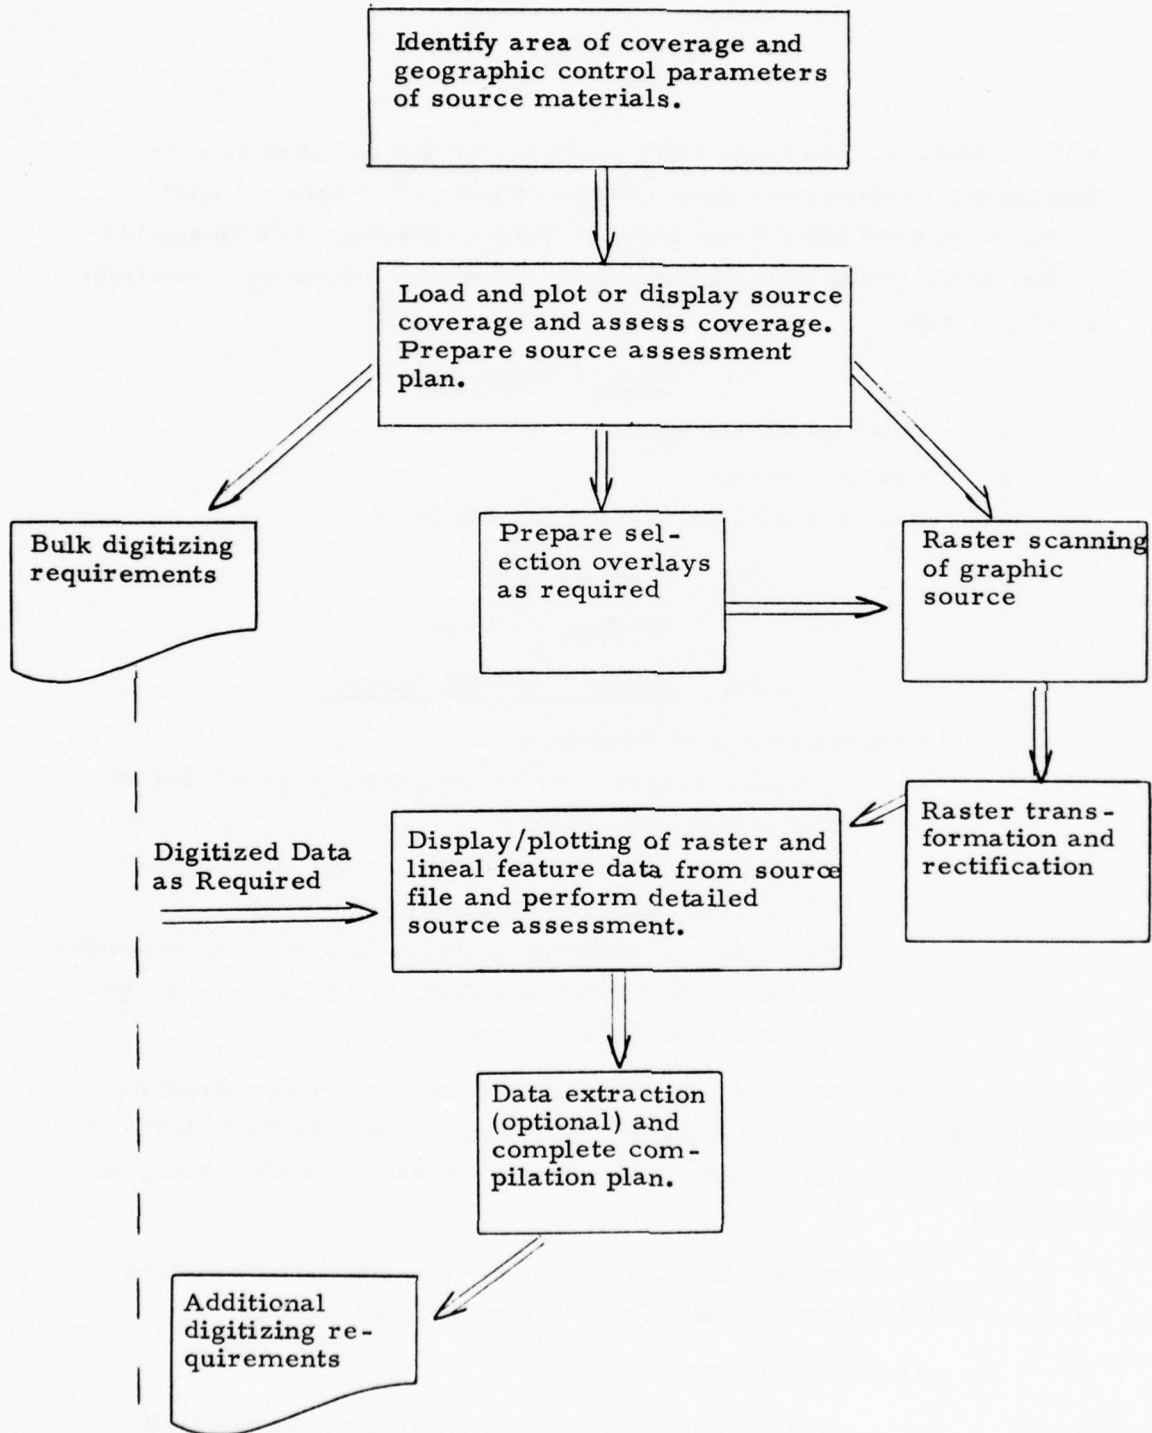 Identify area of coverage and
geographic control parameters
of source materials.
Load and plot or display source
coverage and assess coverage.
Prepare source assessment
plan.
Bulk digitizing
requirements
Prepare sel-
ection overlays
as required
Raster scanning
of graphic
source
Raster trans-
formation and
rectification
Digitized Data
as Required
Display/plotting of raster and
lineal feature data from source
file and perform detailed
source assessment.
Data extraction
(optional) and
complete com-
pilation plan.
Additional
digitizing re-
quirements